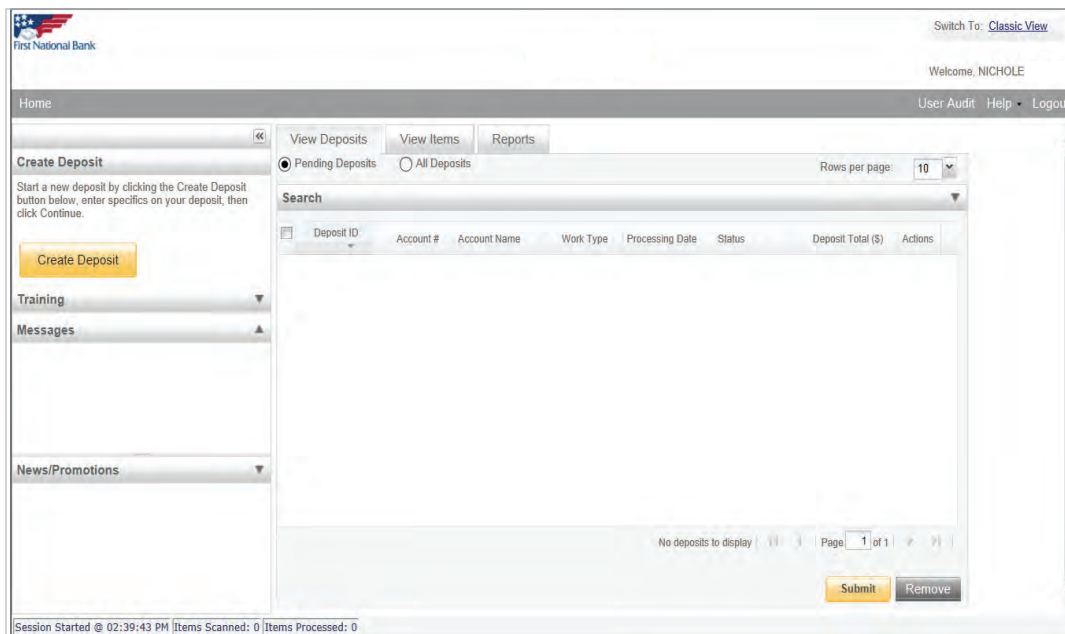 First National Bank
Switch To: Classic View
Welcome, NICHOLE
Home
User Audit Help Logou
Create Deposit
Start a new deposit by clicking the Create Deposit
button below, enter specifics on your deposit, then
click Continue.
Create Deposit
Training
Messages
News/Promotions
View Deposits View Items Reports
Pending Deposits All Deposits
Rows per page: 10
Search
Deposit ID Account # Account Name Work Type Processing Date Status Deposit Total ($) Actions
No deposits to display Page 1 of 1
Submit Remove
Session Started @ 02:39:43 PM Items Scanned: 0 Items Processed: 0